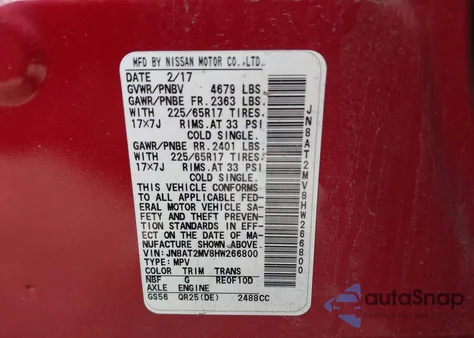 MFD BY NISSAN MOTOR CO.,LTD.
DATE 2/17
GVWR/PNBV 4679 LBS.
GAWR/PNBE FR. 2363 LBS.
WITH 225/65R17 TIRES
17x7J RIMS.AT 33 PSI
COLD SINGLE.
GAWR/PNBE RR. 2401 LBS.
WITH 225/65R17 TIRES
17x7J RIMS.AT 33 PSI
COLD SINGLE.
THIS VEHICLE CONFORMS
TO ALL APPLICABLE FED-
ERAL MOTOR VEHICLE SA-
FETY AND THEFT PREVEN-
TION STANDARDS IN EFF-
ECT ON THE DATE OF MA-
NUFACTURE SHOWN ABOVE.
VIN: JN8AT2MV8HW266800
TYPE: MPV
COLOR TRIM TRANS
NBF G RE0F10D
AXLE ENGINE
GS56 QR25(DE) 2488CC
JN8AT2MV8HW266800
autoSnap